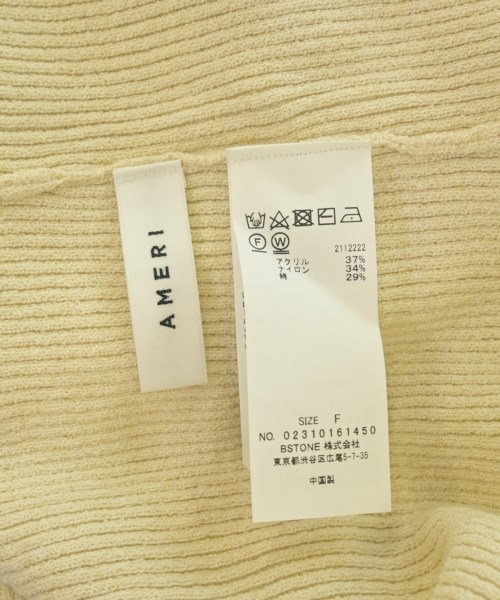 AMERI
F
W
2112222
アクリル 37%
ナイロン 34%
綿 29%
SIZE F
NO. 02310161450
BSTONE 株式会社
東京都渋谷区広尾5-7-35
中国製